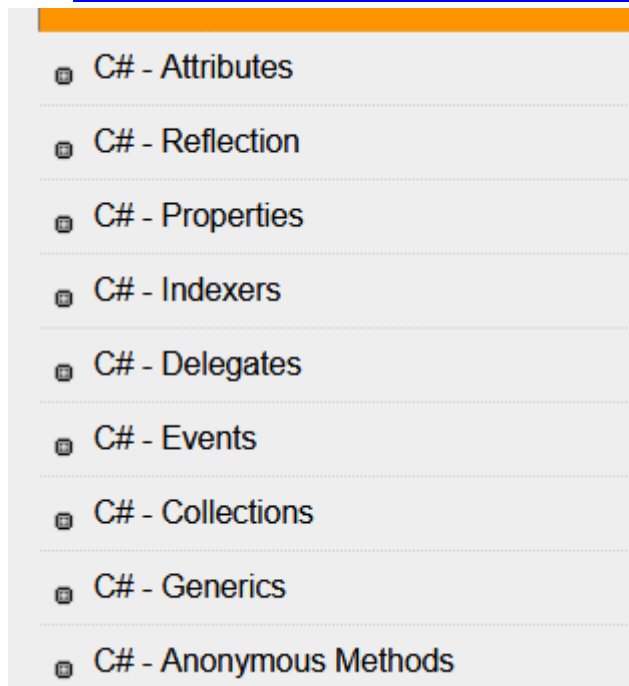 C# - Attributes
C# - Reflection
C# - Properties
C# - Indexers
C# - Delegates
C# - Events
C# - Collections
C# - Generics
C# - Anonymous Methods